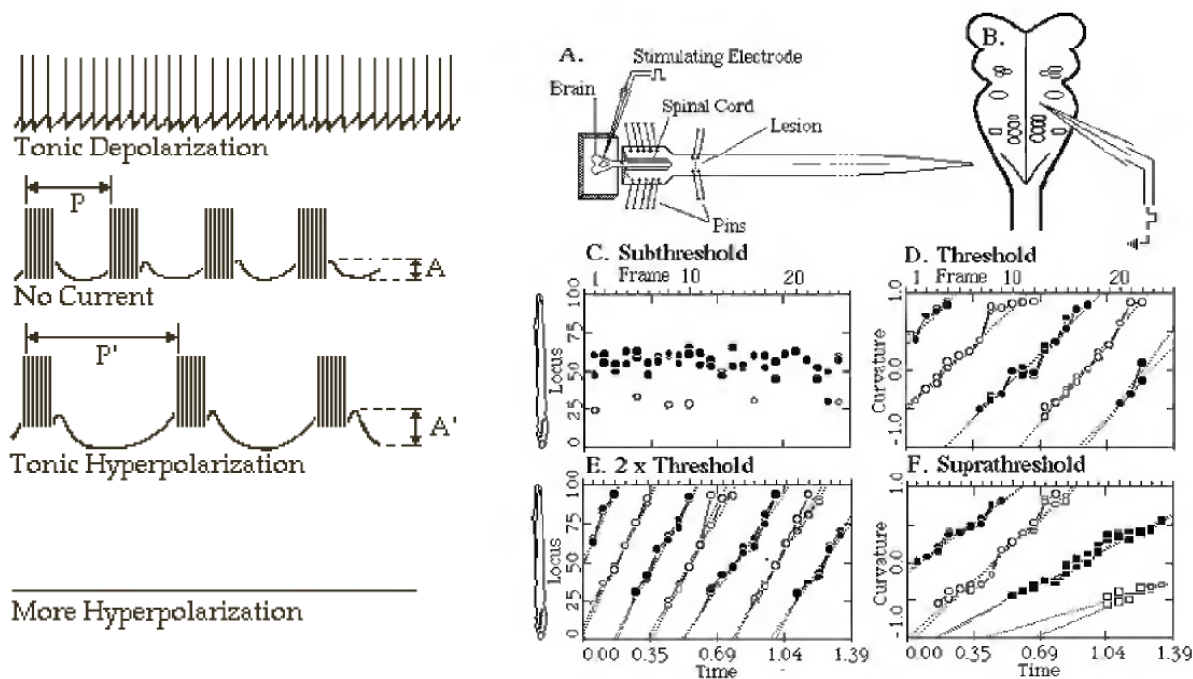 Tonic Depolarization
P
A
No Current
P'
A'
Tonic Hyperpolarization
More Hyperpolarization
A.
Stimulating Electrode
Brain
Spinal Cord
Lesion
Pins
B.
C. Subthreshold
1 Frame 10 20
100
75
50
25
0
Locus
D. Threshold
1 Frame 10 20
1.0
0.0
-1.0
Curvature
E. 2 x Threshold
100
75
50
25
0
Locus
0.00 0.35 0.69 1.04 1.39
Time
F. Suprathreshold
1.0
0.0
-1.0
Curvature
0.00 0.35 0.69 1.04 1.39
Time